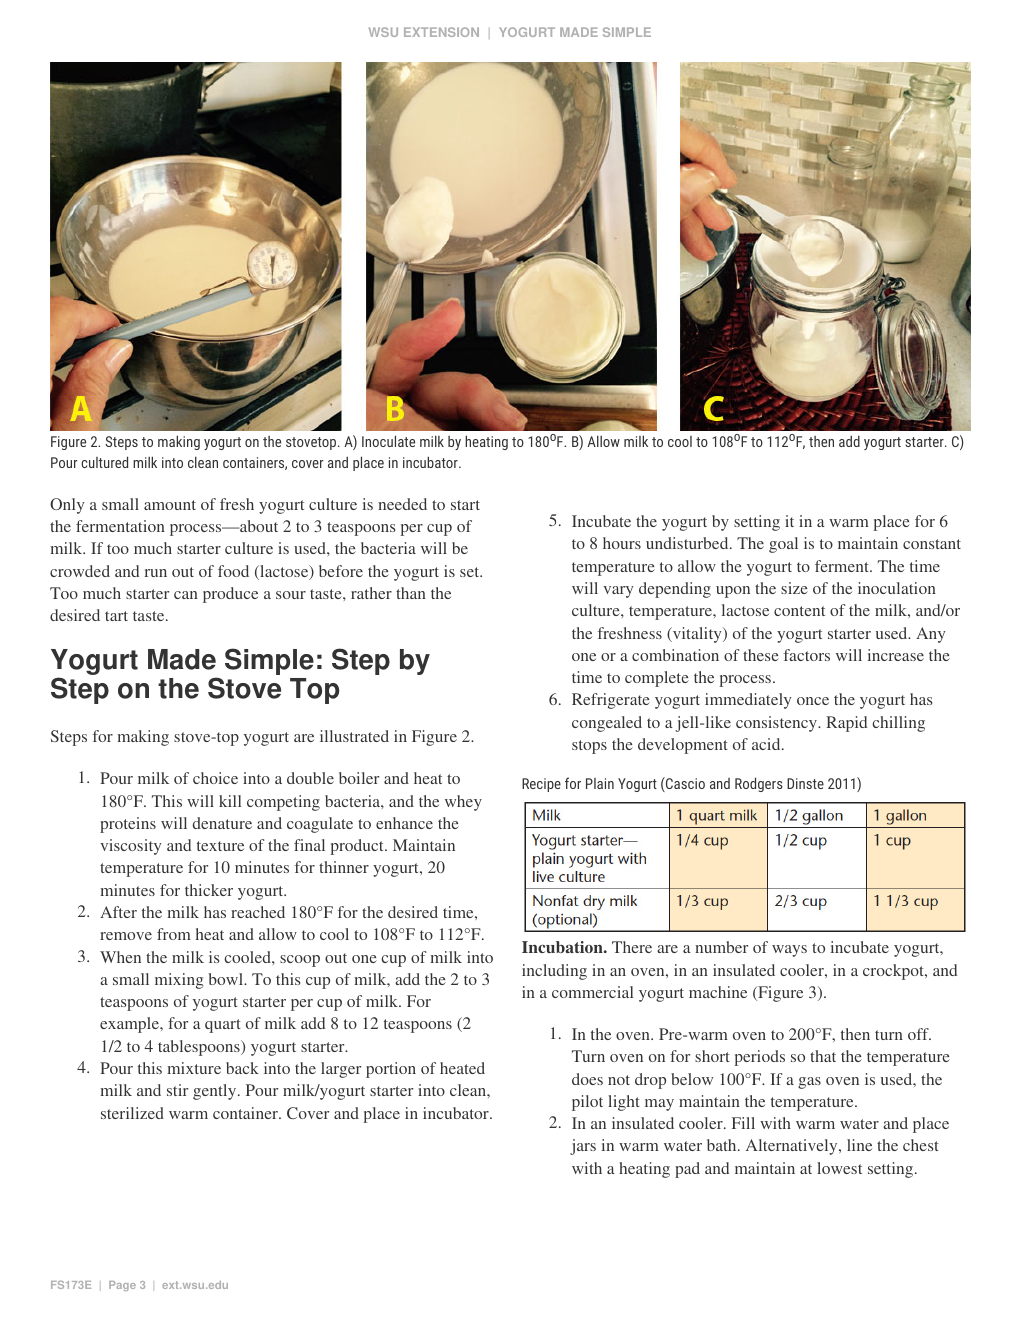 WSU EXTENSION | YOGURT MADE SIMPLE
A
B
C
Figure 2. Steps to making yogurt on the stovetop. A) Inoculate milk by heating to 180ºF. B) Allow milk to cool to 108ºF to 112ºF, then add yogurt starter. C)
Pour cultured milk into clean containers, cover and place in incubator.
Only a small amount of fresh yogurt culture is needed to start
the fermentation process—about 2 to 3 teaspoons per cup of
milk. If too much starter culture is used, the bacteria will be
crowded and run out of food (lactose) before the yogurt is set.
Too much starter can produce a sour taste, rather than the
desired tart taste.
Yogurt Made Simple: Step by
Step on the Stove Top
Steps for making stove-top yogurt are illustrated in Figure 2.
1. Pour milk of choice into a double boiler and heat to
180°F. This will kill competing bacteria, and the whey
proteins will denature and coagulate to enhance the
viscosity and texture of the final product. Maintain
temperature for 10 minutes for thinner yogurt, 20
minutes for thicker yogurt.
2. After the milk has reached 180°F for the desired time,
remove from heat and allow to cool to 108°F to 112°F.
3. When the milk is cooled, scoop out one cup of milk into
a small mixing bowl. To this cup of milk, add the 2 to 3
teaspoons of yogurt starter per cup of milk. For
example, for a quart of milk add 8 to 12 teaspoons (2
1/2 to 4 tablespoons) yogurt starter.
4. Pour this mixture back into the larger portion of heated
milk and stir gently. Pour milk/yogurt starter into clean,
sterilized warm container. Cover and place in incubator.
5. Incubate the yogurt by setting it in a warm place for 6
to 8 hours undisturbed. The goal is to maintain constant
temperature to allow the yogurt to ferment. The time
will vary depending upon the size of the inoculation
culture, temperature, lactose content of the milk, and/or
the freshness (vitality) of the yogurt starter used. Any
one or a combination of these factors will increase the
time to complete the process.
6. Refrigerate yogurt immediately once the yogurt has
congealed to a jell-like consistency. Rapid chilling
stops the development of acid.
Recipe for Plain Yogurt (Cascio and Rodgers Dinste 2011)
Milk 1 quart milk 1/2 gallon 1 gallon
Yogurt starter— 1/4 cup 1/2 cup 1 cup
plain yogurt with
live culture
Nonfat dry milk 1/3 cup 2/3 cup 1 1/3 cup
(optional)
Incubation. There are a number of ways to incubate yogurt,
including in an oven, in an insulated cooler, in a crockpot, and
in a commercial yogurt machine (Figure 3).
1. In the oven. Pre-warm oven to 200°F, then turn off.
Turn oven on for short periods so that the temperature
does not drop below 100°F. If a gas oven is used, the
pilot light may maintain the temperature.
2. In an insulated cooler. Fill with warm water and place
jars in warm water bath. Alternatively, line the chest
with a heating pad and maintain at lowest setting.
FS173E | Page 3 | ext.wsu.edu